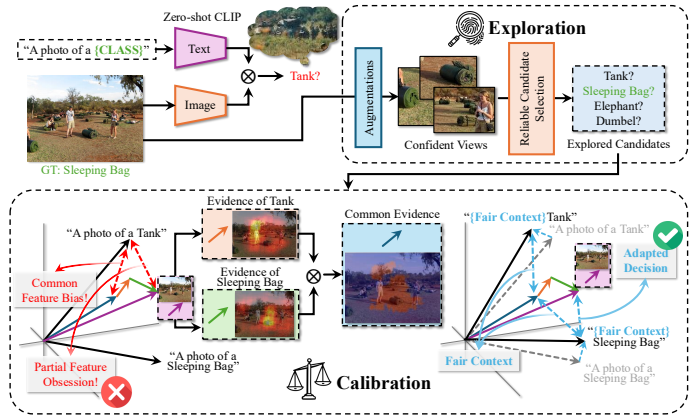 Zero-shot CLIP
“A photo of a {CLASS}”
Text
Tank?
Image
GT: Sleeping Bag
Exploration
Augmentations
Confident Views
Reliable Candidate
Selection
Tank?
Sleeping Bag?
Elephant?
Dumbel?
Explored Candidates
“A photo of a Tank”
Common
Feature Bias!
Partial Feature
Obsession!
“A photo of a
Sleeping Bag”
Evidence of Tank
Evidence of
Sleeping Bag
Common Evidence
“{Fair Context} Tank”
“A photo of a Tank”
Adapted
Decision
“{Fair Context}
Sleeping Bag”
Fair Context
“A photo of a
Sleeping Bag”
Calibration